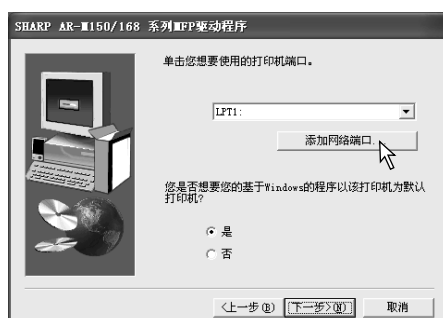 SHARP AR-M150/168 系列MFP驱动程序
单击您想要使用的打印机端口。
LPT1:
添加网络端口.
您是否想要您的基于Windows的程序以该打印机为默认
打印机?
是
否
<上一步(B)
下一步>(N)
取消